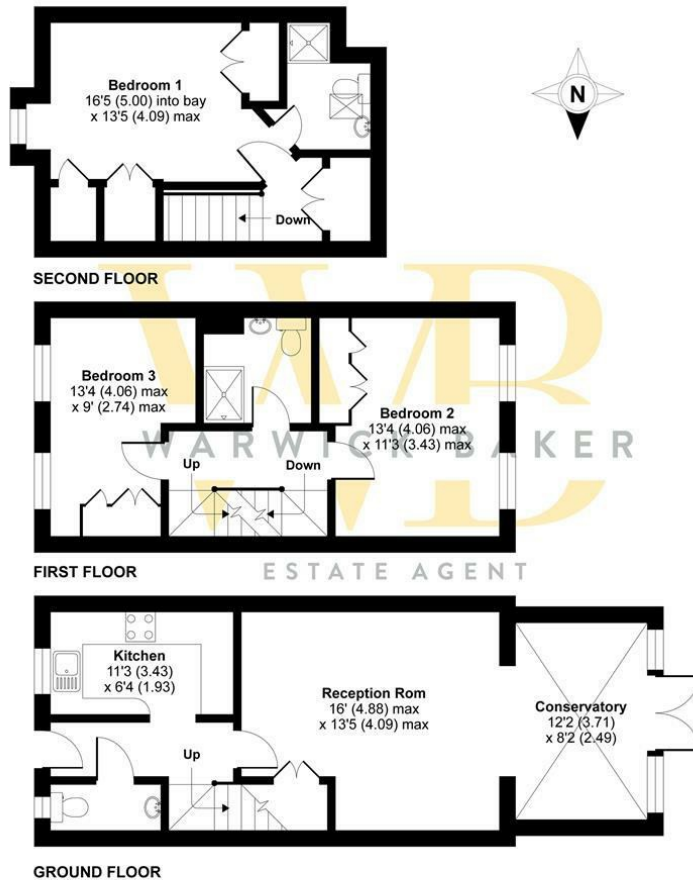 Bedroom 1
16'5 (5.00) into bay
x 13'5 (4.09) max
N
Down
SECOND FLOOR
WB
Bedroom 3
13'4 (4.06) max
x 9' (2.74) max
Bedroom 2
13'4 (4.06) max
x 11'3 (3.43) max
WARWICK BAKER
Up
Down
FIRST FLOOR
ESTATE AGENT
Kitchen
11'3 (3.43)
x 6'4 (1.93)
Reception Rom
16' (4.88) max
x 13'5 (4.09) max
Conservatory
12'2 (3.71)
x 8'2 (2.49)
Up
GROUND FLOOR